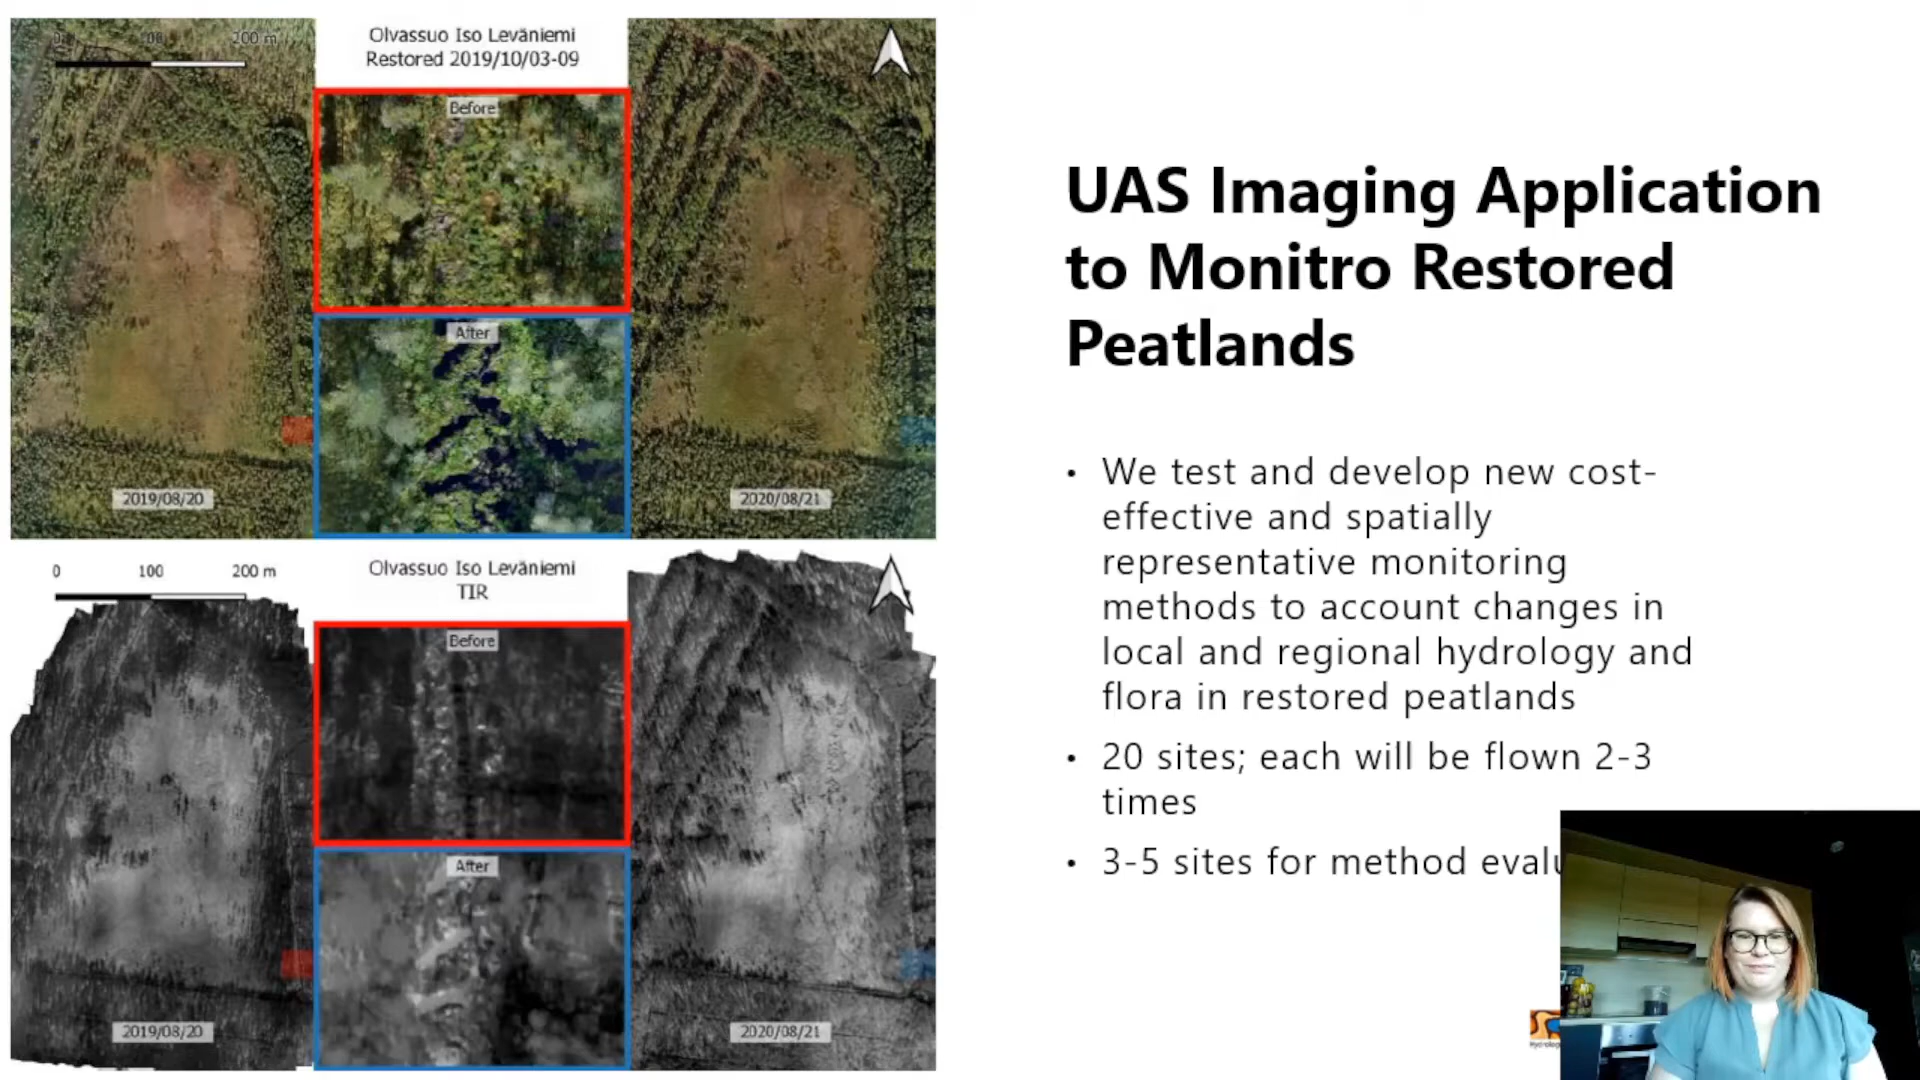 0 100 200 m
Olvassuo Iso Leväniemi
Restored 2019/10/03-09
Before
After
2019/08/20
2020/08/21
0 100 200 m
Olvassuo Iso Leväniemi
TIR
Before
After
2019/08/20
2020/08/21
UAS Imaging Application
to Monitro Restored
Peatlands
• We test and develop new cost-
effective and spatially
representative monitoring
methods to account changes in
local and regional hydrology and
flora in restored peatlands
• 20 sites; each will be flown 2-3
times
• 3-5 sites for method evalu